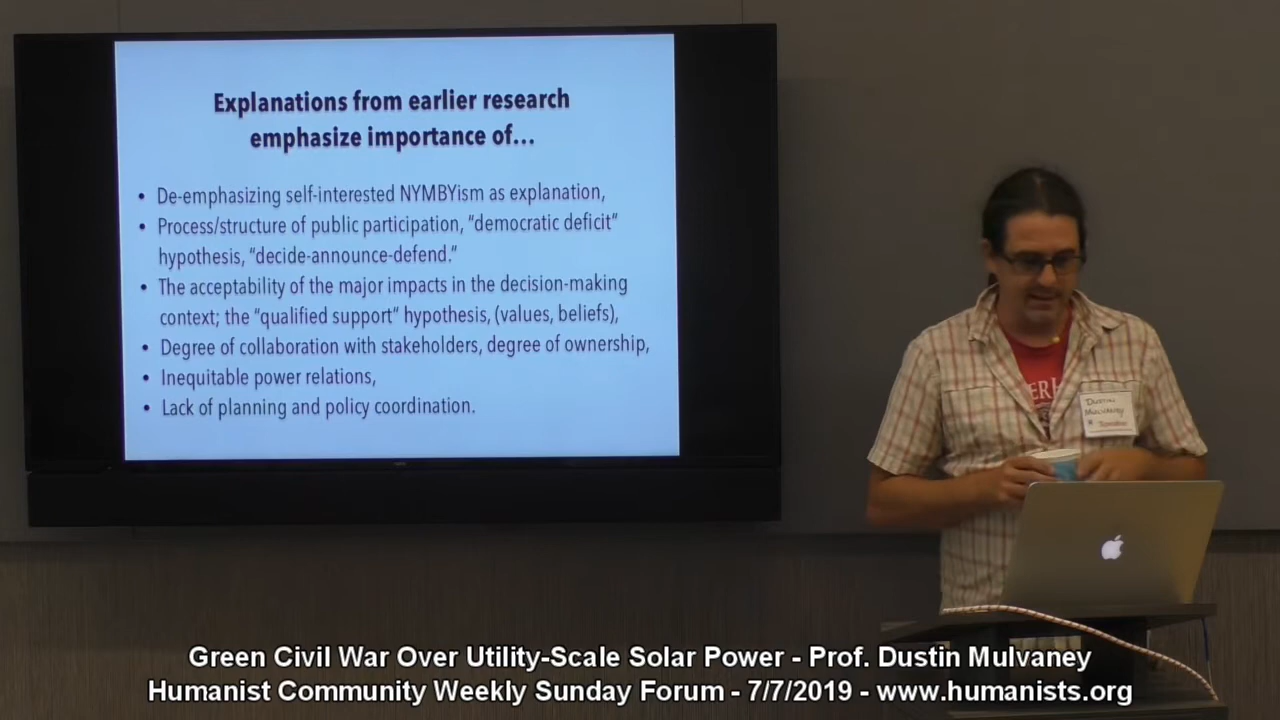 Explanations from earlier research
emphasize importance of…
• De-emphasizing self-interested NYMBYism as explanation,
• Process/structure of public participation, “democratic deficit”
hypothesis, “decide-announce-defend.”
• The acceptability of the major impacts in the decision-making
context; the “qualified support” hypothesis, (values, beliefs),
• Degree of collaboration with stakeholders, degree of ownership,
• Inequitable power relations,
• Lack of planning and policy coordination.
DUSTIN
MULVANEY
Green Civil War Over Utility-Scale Solar Power - Prof. Dustin Mulvaney
Humanist Community Weekly Sunday Forum - 7/7/2019 - www.humanists.org